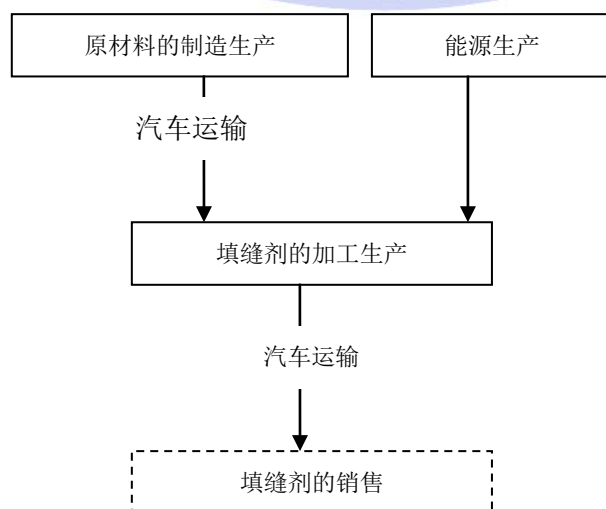 原材料的制造生产
能源生产
汽车运输
填缝剂的加工生产
汽车运输
填缝剂的销售